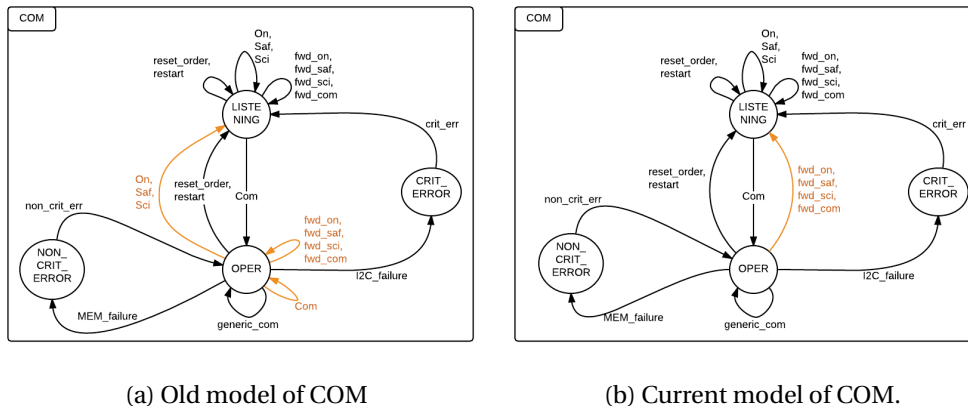 COM
On,
Saf,
Sci
fwd_on,
fwd_saf,
fwd_sci,
fwd_com
reset_order,
restart
LISTE
NING
crit_err
On,
Saf,
Sci
reset_order,
restart
Com
CRIT_
ERROR
non_crit_err
fwd_on,
fwd_saf,
fwd_sci,
fwd_com
NON_
CRIT_
ERROR
OPER
I2C_failure
Com
MEM_failure
generic_com
(a) Old model of COM
COM
On,
Saf,
Sci
fwd_on,
fwd_saf,
fwd_sci,
fwd_com
reset_order,
restart
LISTE
NING
crit_err
reset_order,
restart
Com
fwd_on,
fwd_saf,
fwd_sci,
fwd_com
CRIT_
ERROR
non_crit_err
NON_
CRIT_
ERROR
OPER
I2C_failure
MEM_failure
generic_com
(b) Current model of COM.